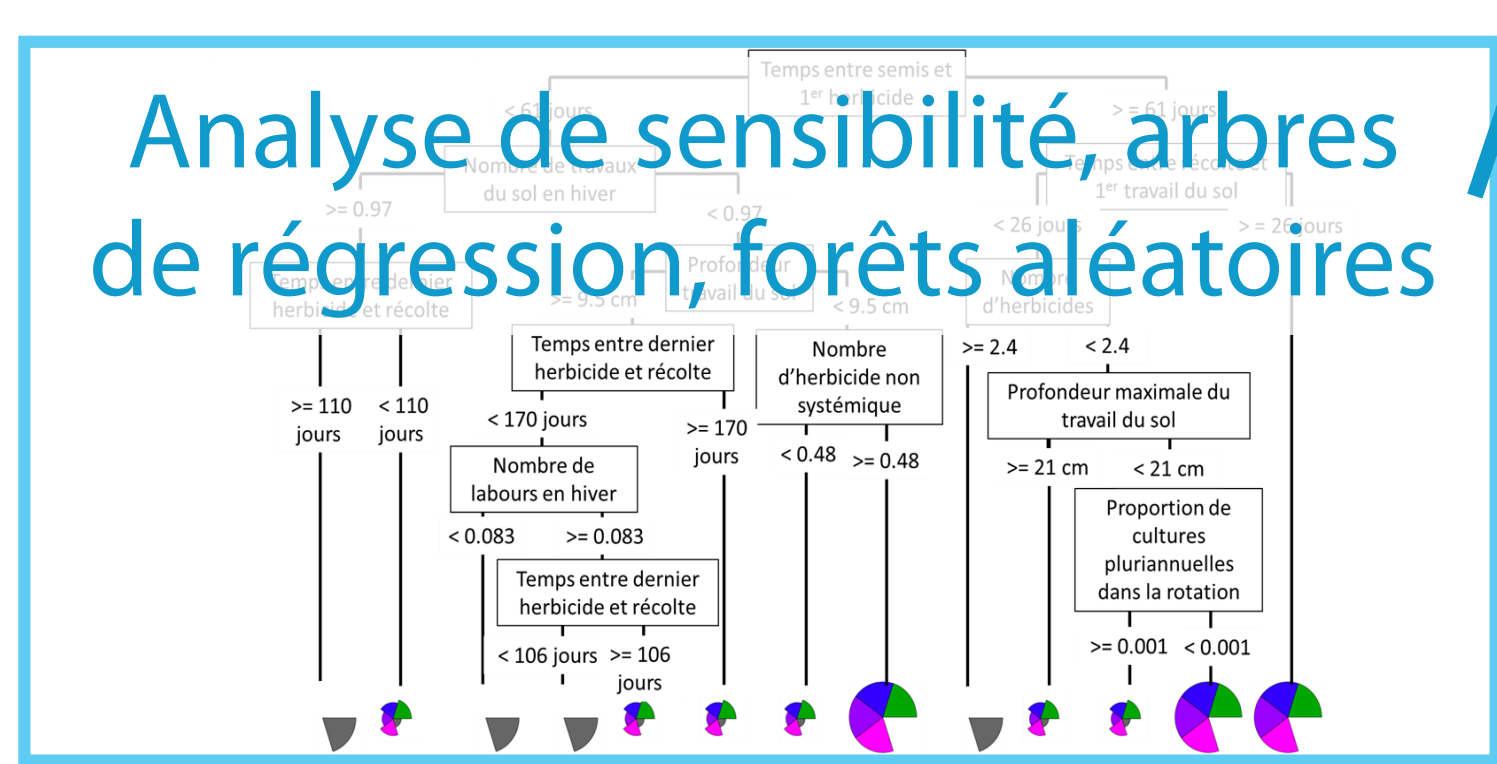 Analyse de sensibilité, arbres
de régression, forêts aléatoires
Temps entre semis et
1er herbicide
< 61 jours
>= 61 jours
Nombre de travaux
du sol en hiver
Temps entre récolte et
1er travail du sol
>= 0.97
< 0.97
< 26 jours
>= 26 jours
Temps entre dernier
herbicide et récolte
Profondeur
travail du sol
Nombre
d’herbicides
>= 9.5 cm
< 9.5 cm
Temps entre dernier
herbicide et récolte
Nombre
d’herbicide non
systémique
>= 2.4
< 2.4
Profondeur maximale du
travail du sol
>= 110
jours
< 110
jours
< 170 jours
>= 170
jours
< 0.48
>= 0.48
>= 21 cm
< 21 cm
Nombre de
labours en hiver
Proportion de
cultures
pluriannuelles
dans la rotation
< 0.083
>= 0.083
Temps entre dernier
herbicide et récolte
< 106 jours
>= 106
jours
>= 0.001
< 0.001